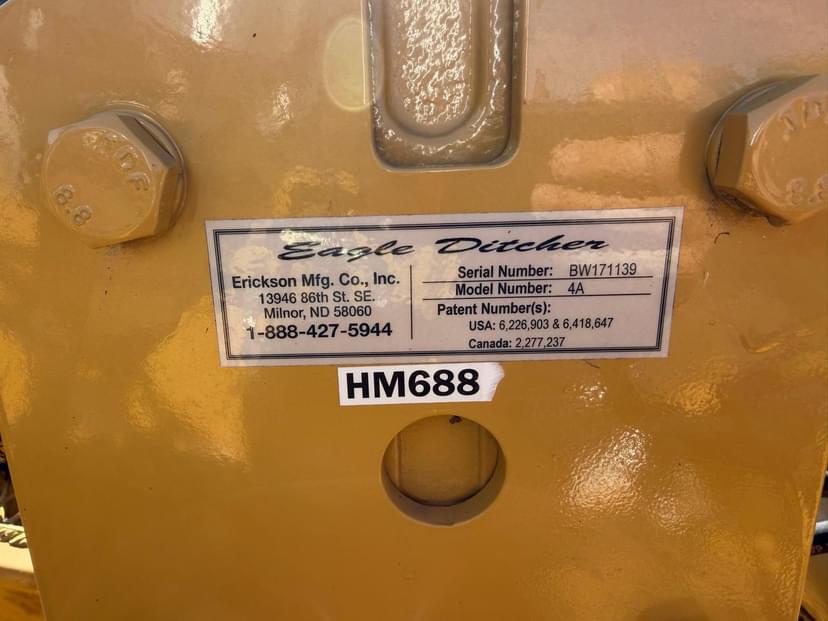 Eagle Ditcher
Erickson Mfg. Co., Inc.
13946 86th St. SE.
Milnor, ND 58060
1-888-427-5944
Serial Number: BW171139
Model Number: 4A
Patent Number(s):
USA: 6,226,903 & 6,418,647
Canada: 2,277,237
HM688
8.8
8.8